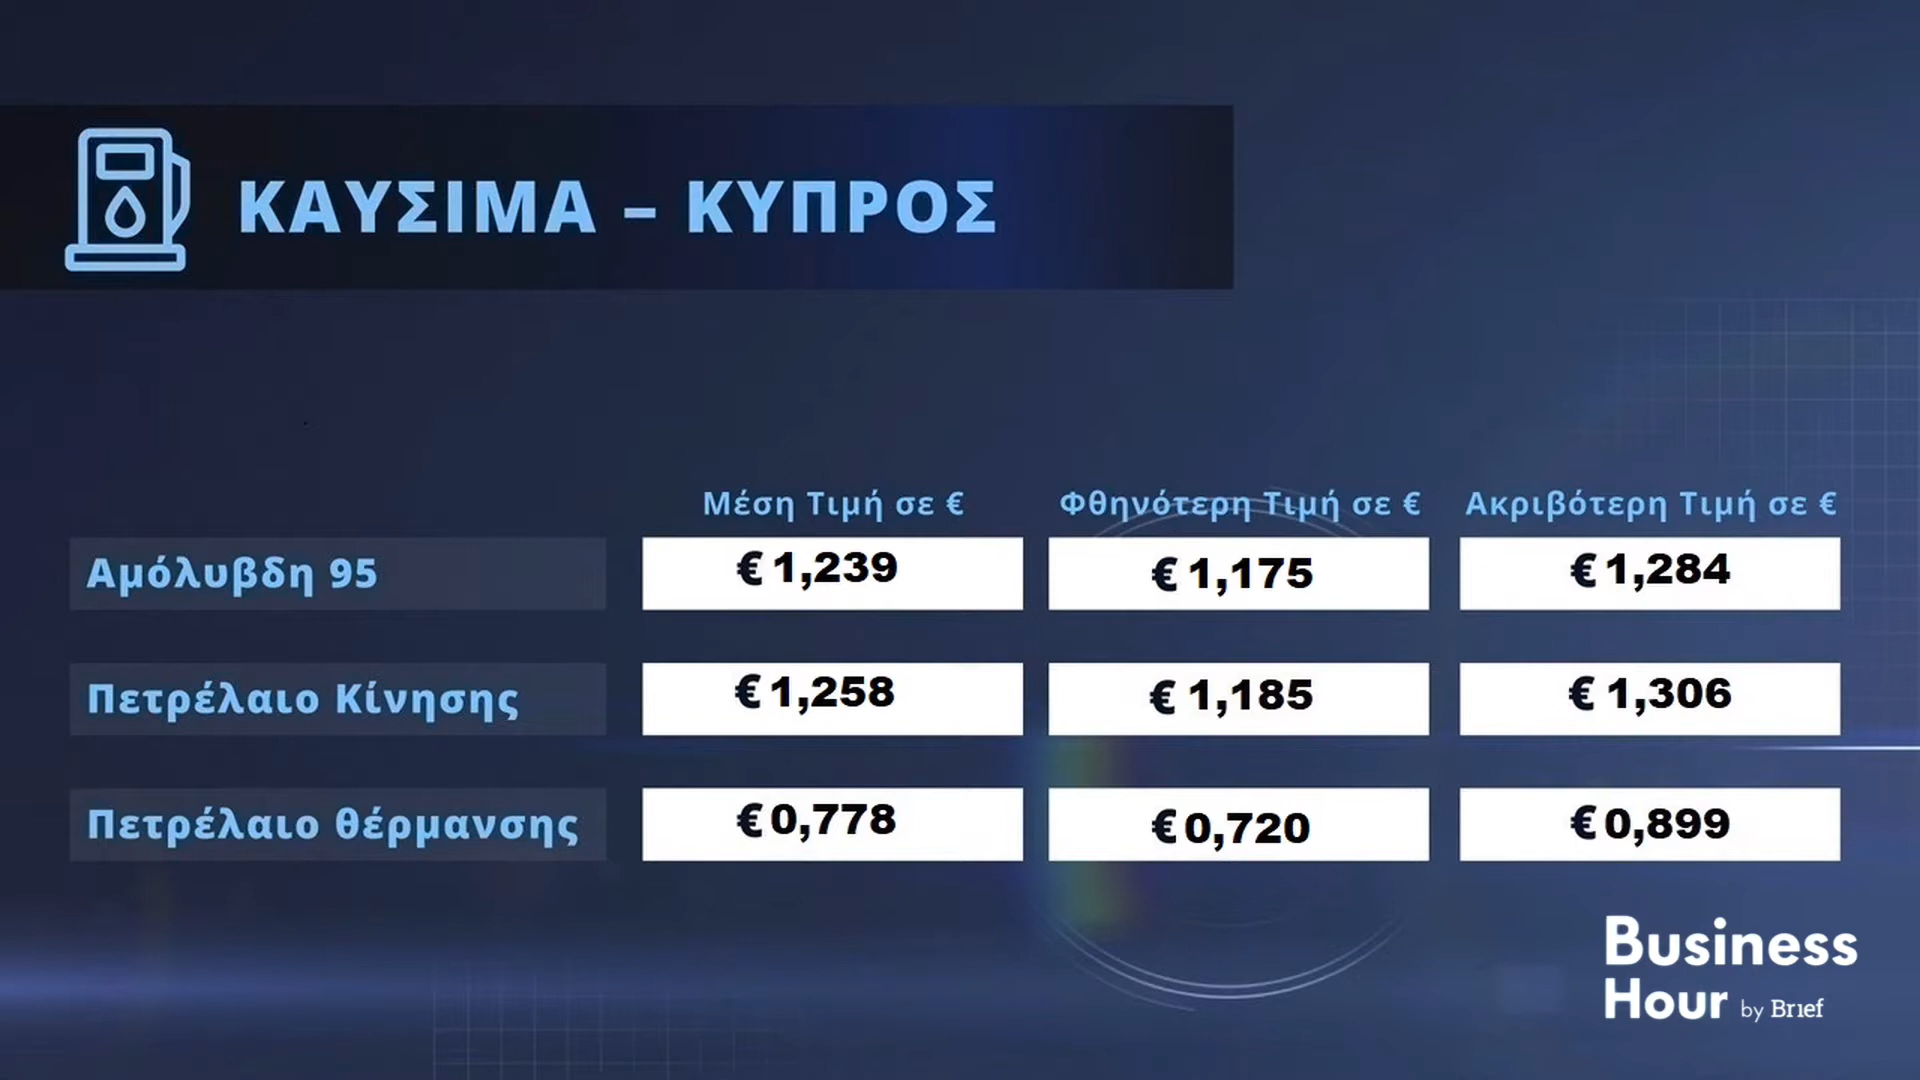 ΚΑΥΣΙΜΑ – ΚΥΠΡΟΣ
Μέση Τιμή σε € Φθηνότερη Τιμή σε € Ακριβότερη Τιμή σε €
Αμόλυβδη 95 € 1,239 € 1,175 € 1,284
Πετρέλαιο Κίνησης € 1,258 € 1,185 € 1,306
Πετρέλαιο θέρμανσης € 0,778 € 0,720 € 0,899
Business
Hour by Brief